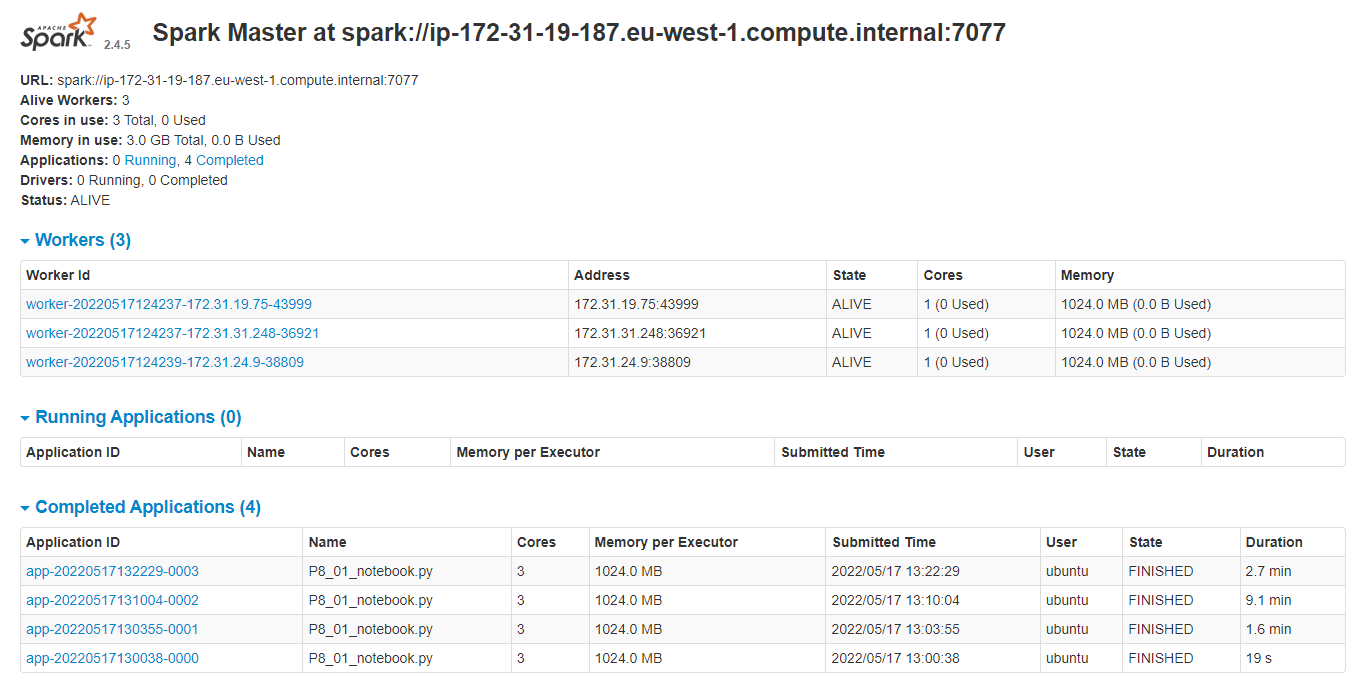 APACHE
Spark 2.4.5 Spark Master at spark://ip-172-31-19-187.eu-west-1.compute.internal:7077
URL: spark://ip-172-31-19-187.eu-west-1.compute.internal:7077
Alive Workers: 3
Cores in use: 3 Total, 0 Used
Memory in use: 3.0 GB Total, 0.0 B Used
Applications: 0 Running, 4 Completed
Drivers: 0 Running, 0 Completed
Status: ALIVE
Workers (3)
Worker Id Address State Cores Memory
worker-20220517124237-172.31.19.75-43999 172.31.19.75:43999 ALIVE 1 (0 Used) 1024.0 MB (0.0 B Used)
worker-20220517124237-172.31.31.248-36921 172.31.31.248:36921 ALIVE 1 (0 Used) 1024.0 MB (0.0 B Used)
worker-20220517124239-172.31.24.9-38809 172.31.24.9:38809 ALIVE 1 (0 Used) 1024.0 MB (0.0 B Used)
Running Applications (0)
Application ID Name Cores Memory per Executor Submitted Time User State Duration
Completed Applications (4)
Application ID Name Cores Memory per Executor Submitted Time User State Duration
app-20220517132229-0003 P8_01_notebook.py 3 1024.0 MB 2022/05/17 13:22:29 ubuntu FINISHED 2.7 min
app-20220517131004-0002 P8_01_notebook.py 3 1024.0 MB 2022/05/17 13:10:04 ubuntu FINISHED 9.1 min
app-20220517130355-0001 P8_01_notebook.py 3 1024.0 MB 2022/05/17 13:03:55 ubuntu FINISHED 1.6 min
app-20220517130038-0000 P8_01_notebook.py 3 1024.0 MB 2022/05/17 13:00:38 ubuntu FINISHED 19 s